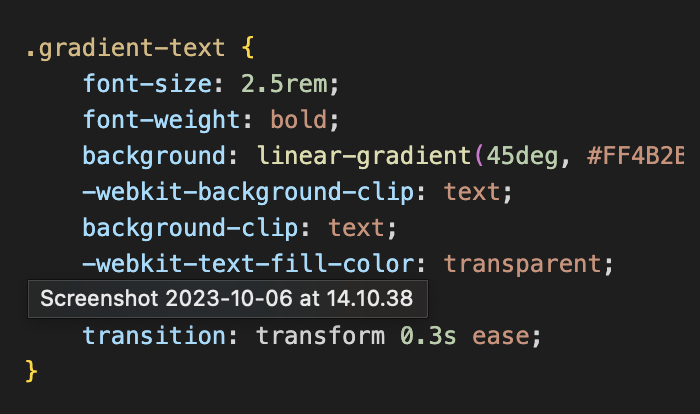 .gradient-text {
    font-size: 2.5rem;
    font-weight: bold;
    background: linear-gradient(45deg, #FF4B2B
    -webkit-background-clip: text;
    background-clip: text;
    -webkit-text-fill-color: transparent;
Screenshot 2023-10-06 at 14.10.38
    transition: transform 0.3s ease;
}